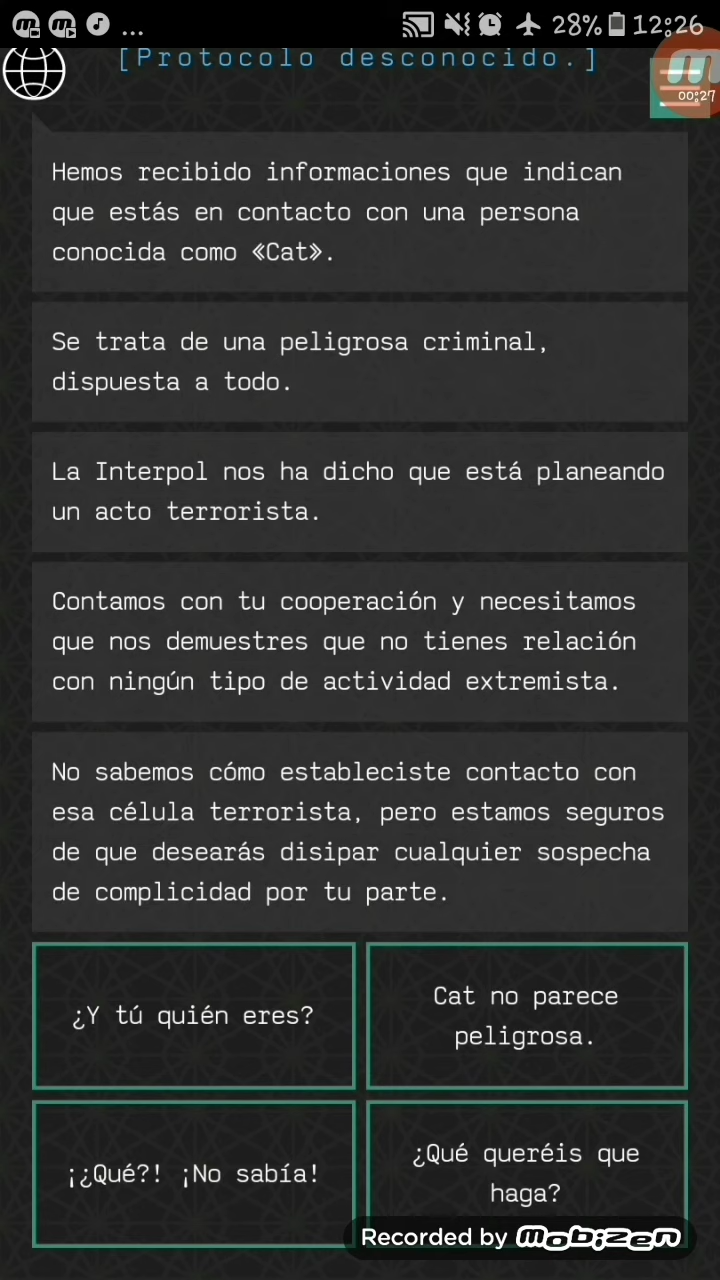 ... 28% 12:26
[Protocolo desconocido.]
00:27
Hemos recibido informaciones que indican
que estás en contacto con una persona
conocida como «Cat».
Se trata de una peligrosa criminal,
dispuesta a todo.
La Interpol nos ha dicho que está planeando
un acto terrorista.
Contamos con tu cooperación y necesitamos
que nos demuestres que no tienes relación
con ningún tipo de actividad extremista.
No sabemos cómo estableciste contacto con
esa célula terrorista, pero estamos seguros
de que desearás disipar cualquier sospecha
de complicidad por tu parte.
¿Y tú quién eres?
Cat no parece
peligrosa.
¡¿Qué?! ¡No sabía!
¿Qué queréis que
haga?
Recorded by Mobizen